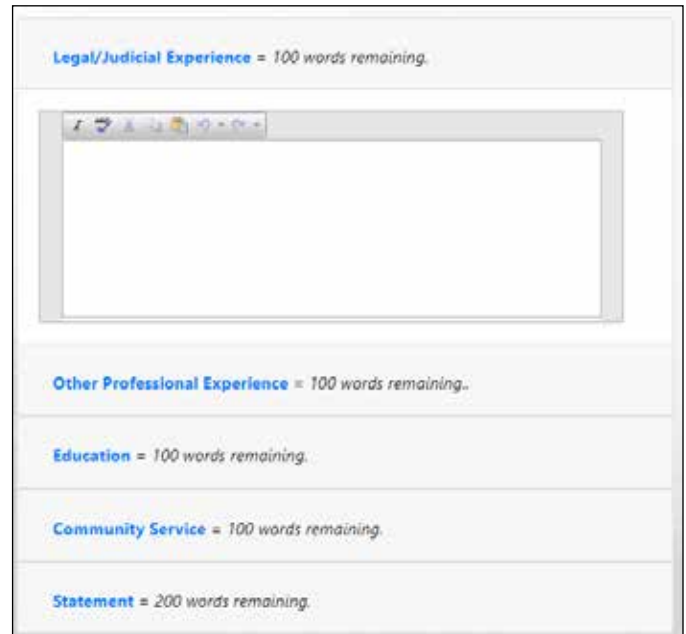 Legal/Judicial Experience = 100 words remaining.
Other Professional Experience = 100 words remaining..
Education = 100 words remaining.
Community Service = 100 words remaining.
Statement = 200 words remaining.